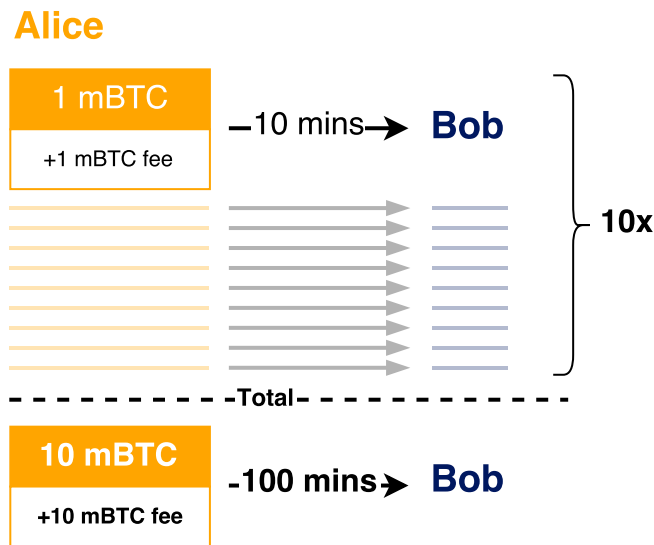 Alice
1 mBTC
+1 mBTC fee
10 mins
Bob
10x
Total
10 mBTC
+10 mBTC fee
100 mins
Bob